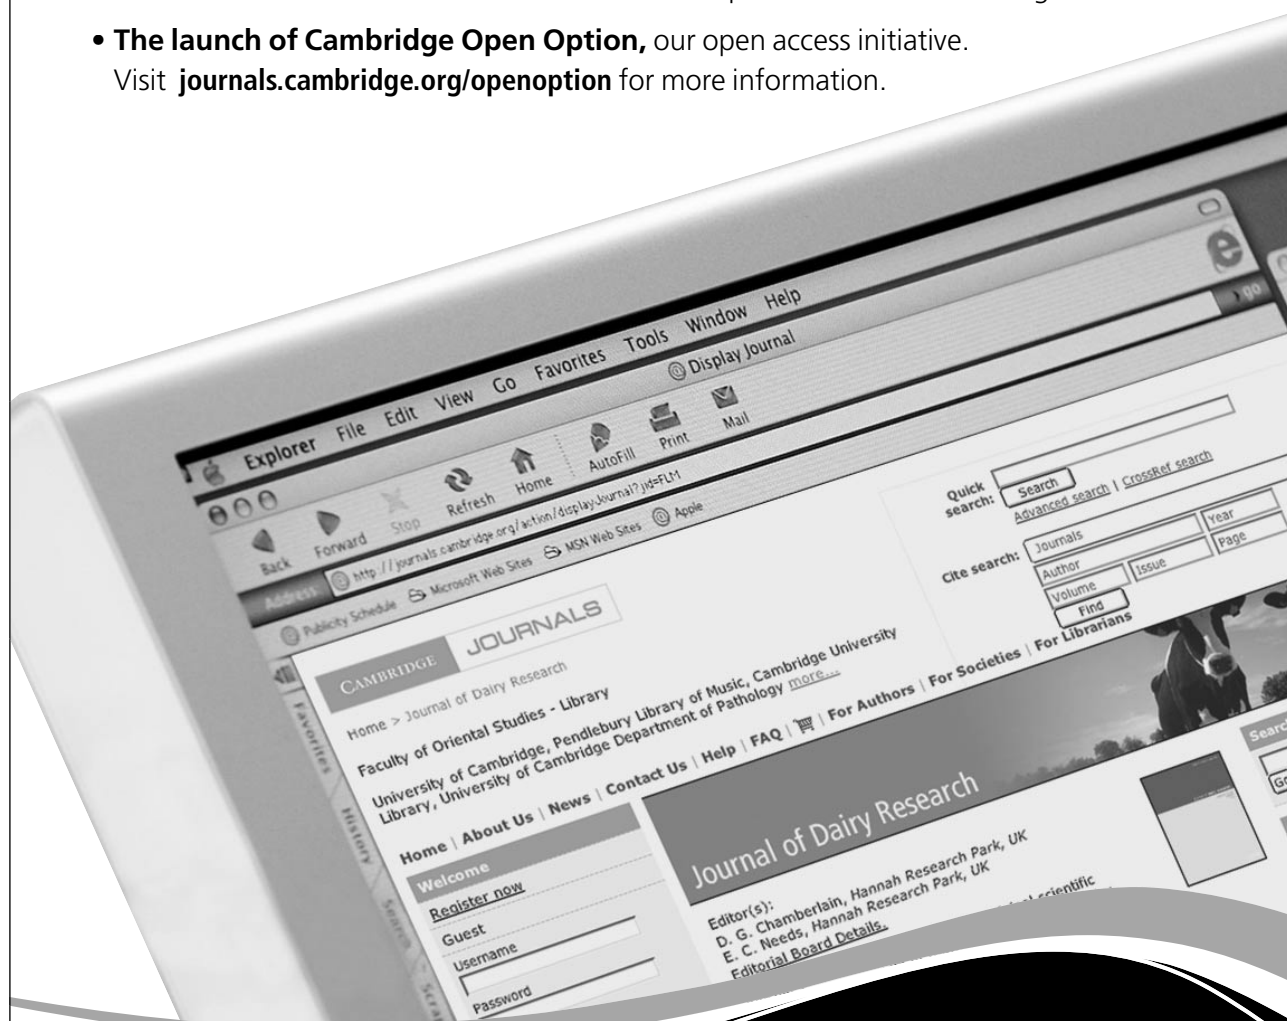 • The launch of Cambridge Open Option, our open access initiative.
Visit journals.cambridge.org/openoption for more information.
Explorer File Edit View Go Favorites Tools Window Help
@ Display Journal
Back Forward Stop Refresh Home AutoFill Print Mail
Address @ http://journals.cambridge.org/action/displayJournal?jid=FLM
› go
@ Publicity Schedule Microsoft Web Sites MSN Web Sites @ Apple
Favorites
History
Search
Scrap
CAMBRIDGE JOURNALS
Home > Journal of Dairy Research
Quick search:
Search
Advanced search | CrossRef search
Cite search:
Journals Year
Author
Volume Issue Page
Find
Faculty of Oriental Studies - Library
University of Cambridge, Pendlebury Library of Music, Cambridge University
Library, University of Cambridge Department of Pathology more....
Home | About Us | News | Contact Us | Help | FAQ | | For Authors | For Societies | For Librarians
Welcome
Register now
Guest
Username
Password
Journal of Dairy Research
Editor(s):
D. G. Chamberlain, Hannah Research Park, UK
E. C. Needs, Hannah Research Park, UK
Editorial Board Details.
scientific
Search